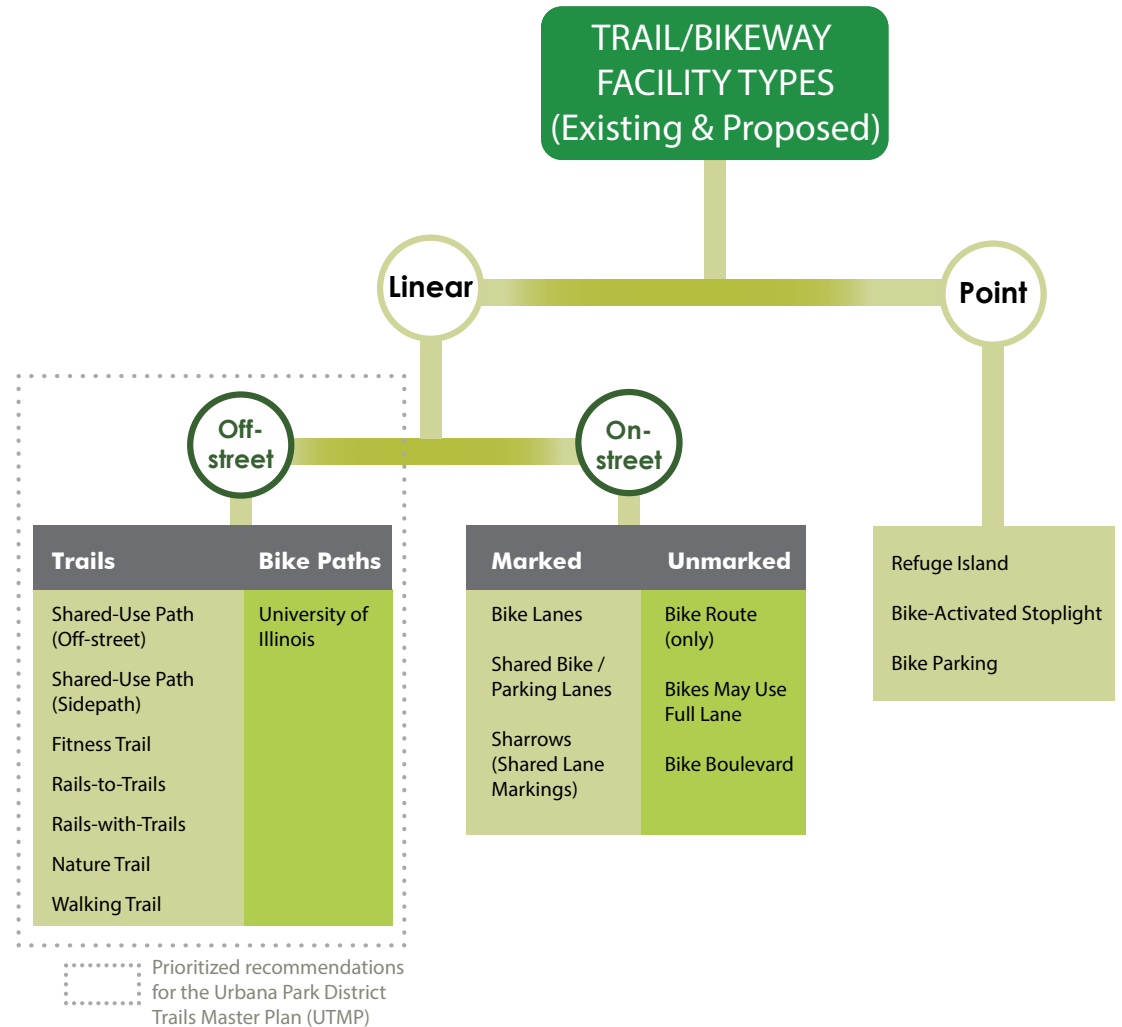 TRAIL/BIKEWAY
FACILITY TYPES
(Existing & Proposed)
Linear
Point
Off-
street
On-
street
Trails
Bike Paths
Shared-Use Path
(Off-street)
Shared-Use Path
(Sidepath)
Fitness Trail
Rails-to-Trails
Rails-with-Trails
Nature Trail
Walking Trail
University of
Illinois
Marked
Unmarked
Bike Lanes
Shared Bike /
Parking Lanes
Sharrows
(Shared Lane
Markings)
Bike Route
(only)
Bikes May Use
Full Lane
Bike Boulevard
Refuge Island
Bike-Activated Stoplight
Bike Parking
Prioritized recommendations
for the Urbana Park District
Trails Master Plan (UTMP)